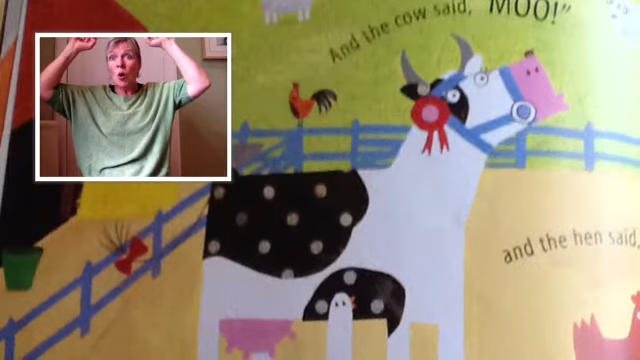 And the cow said, "MOO!"
and the hen said,